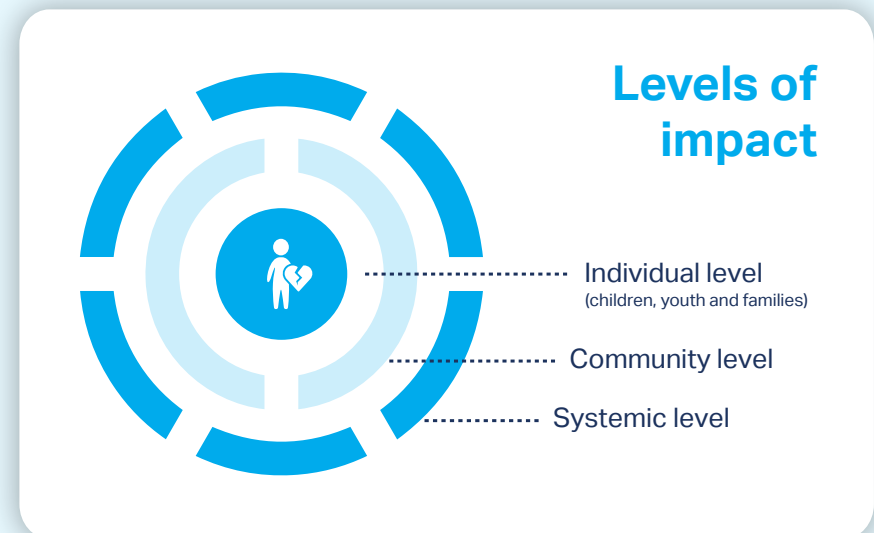 Levels of
impact
Individual level
(children, youth and families)
Community level
Systemic level